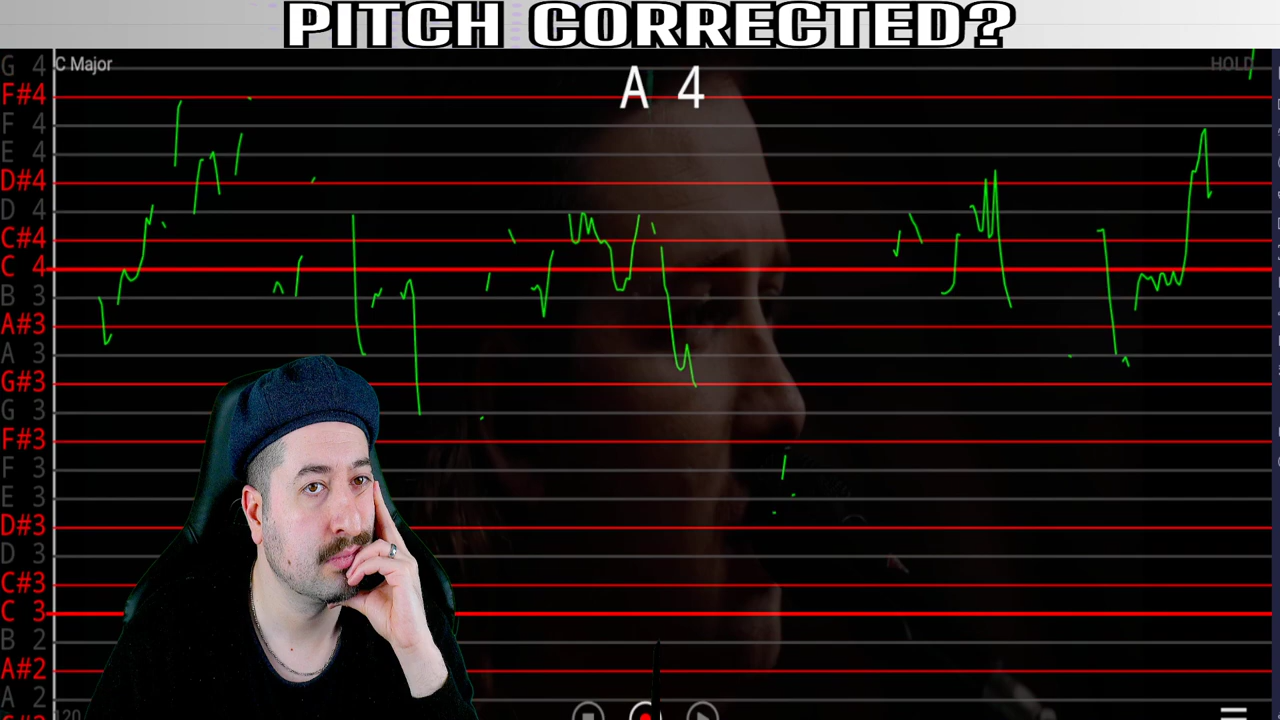 PITCH CORRECTED?
C Major
A 4
HOLD
G 4
F#4
F 4
E 4
D#4
D 4
C#4
C 4
B 3
A#3
A 3
G#3
G 3
F#3
F 3
E 3
D#3
D 3
C#3
C 3
B 2
A#2
A 2
120